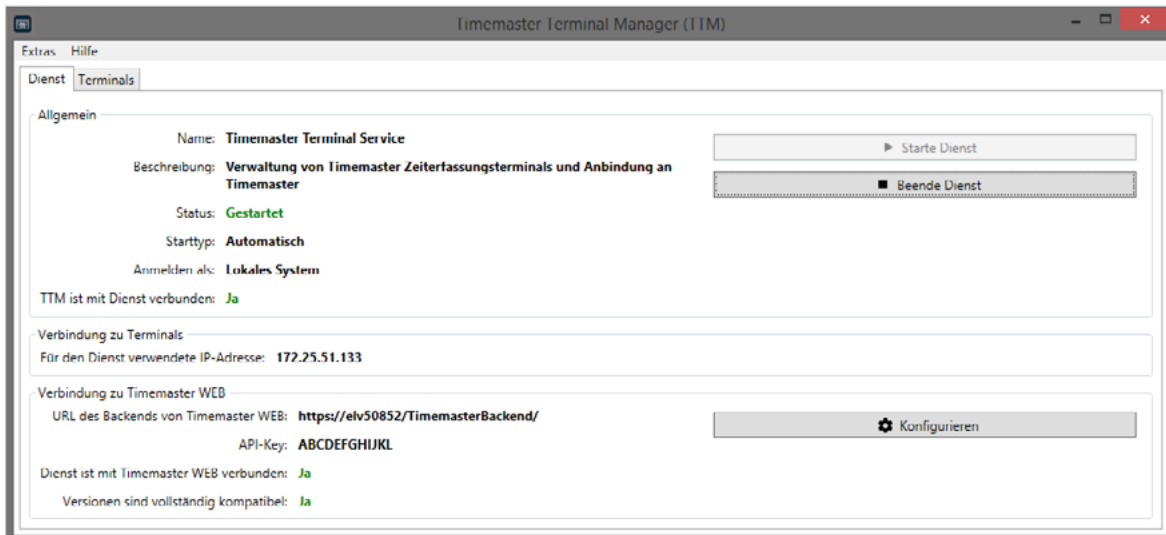 Timemaster Terminal Manager (TTM)
Extras Hilfe
Dienst Terminals
Allgemein
Name: Timemaster Terminal Service
Starte Dienst
Beschreibung: Verwaltung von Timemaster Zeiterfassungsterminals und Anbindung an
Timemaster
Beende Dienst
Status: Gestartet
Starttyp: Automatisch
Anmelden als: Lokales System
TTM ist mit Dienst verbunden: Ja
Verbindung zu Terminals
Für den Dienst verwendete IP-Adresse: 172.25.51.133
Verbindung zu Timemaster WEB
URL des Backends von Timemaster WEB: https://elv50852/TimemasterBackend/
Konfigurieren
API-Key: ABCDEFGHIJKL
Dienst ist mit Timemaster WEB verbunden: Ja
Versionen sind vollständig kompatibel: Ja